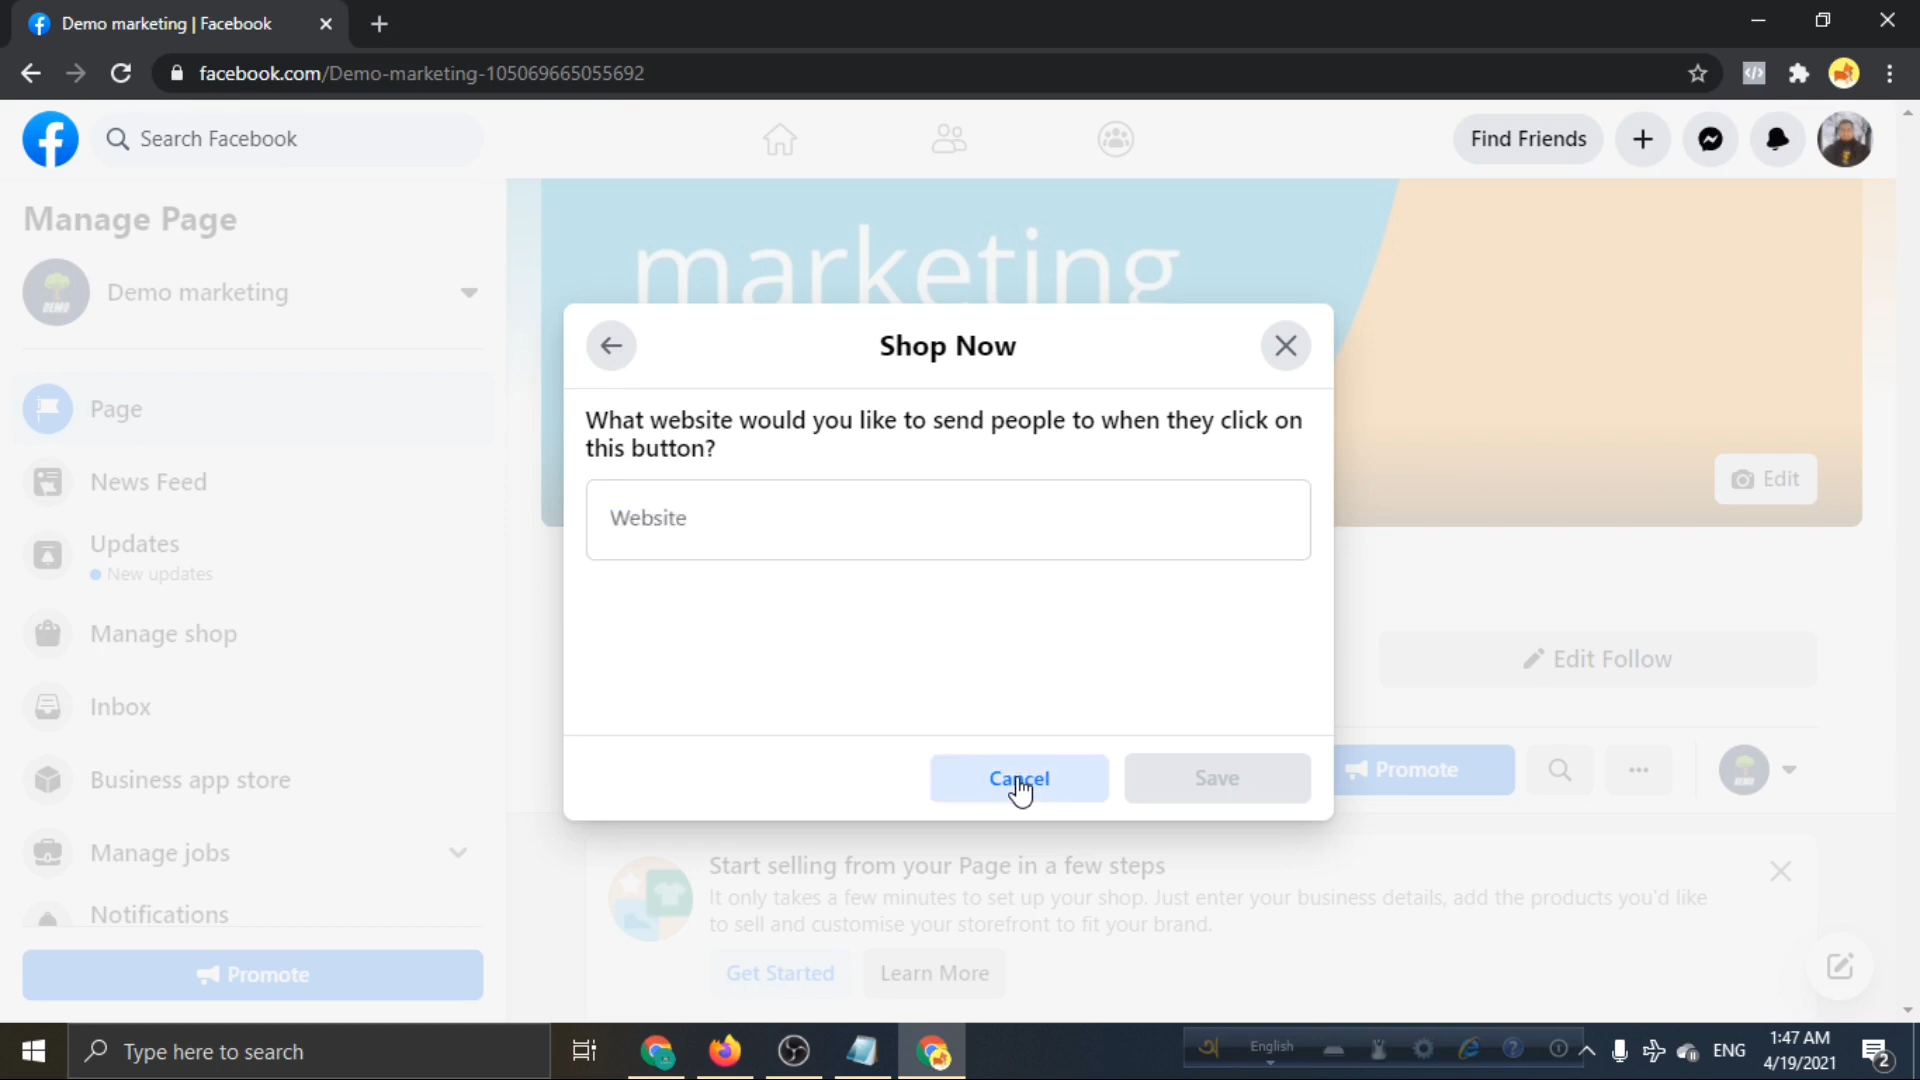 Demo marketing | Facebook
facebook.com/Demo-marketing-105069665055692
Search Facebook
Find Friends
Manage Page
Demo marketing
Page
News Feed
Updates
New updates
Manage shop
Inbox
Business app store
Manage jobs
Notifications
Promote
marketing
Edit
Shop Now
What website would you like to send people to when they click on
this button?
Website
Cancel
Save
Edit Follow
Promote
Start selling from your Page in a few steps
It only takes a few minutes to set up your shop. Just enter your business details, add the products you'd like
to sell and customise your storefront to fit your brand.
Get Started
Learn More
Type here to search
English
ENG
1:47 AM
4/19/2021
2